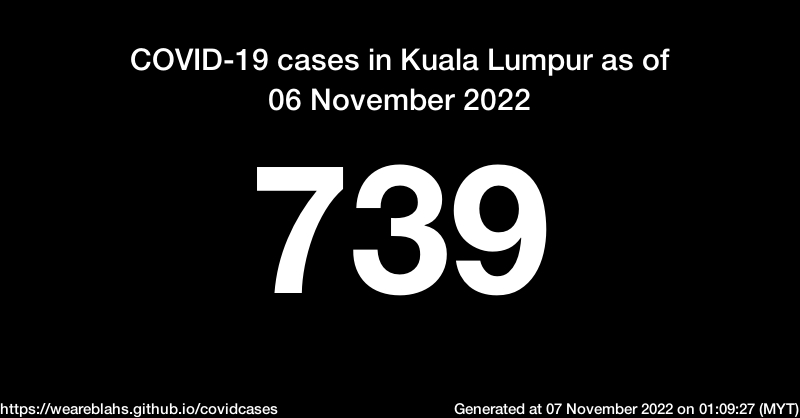 COVID-19 cases in Kuala Lumpur as of
06 November 2022
739
https://weareblahs.github.io/covidcases
Generated at 07 November 2022 on 01:09:27 (MYT)